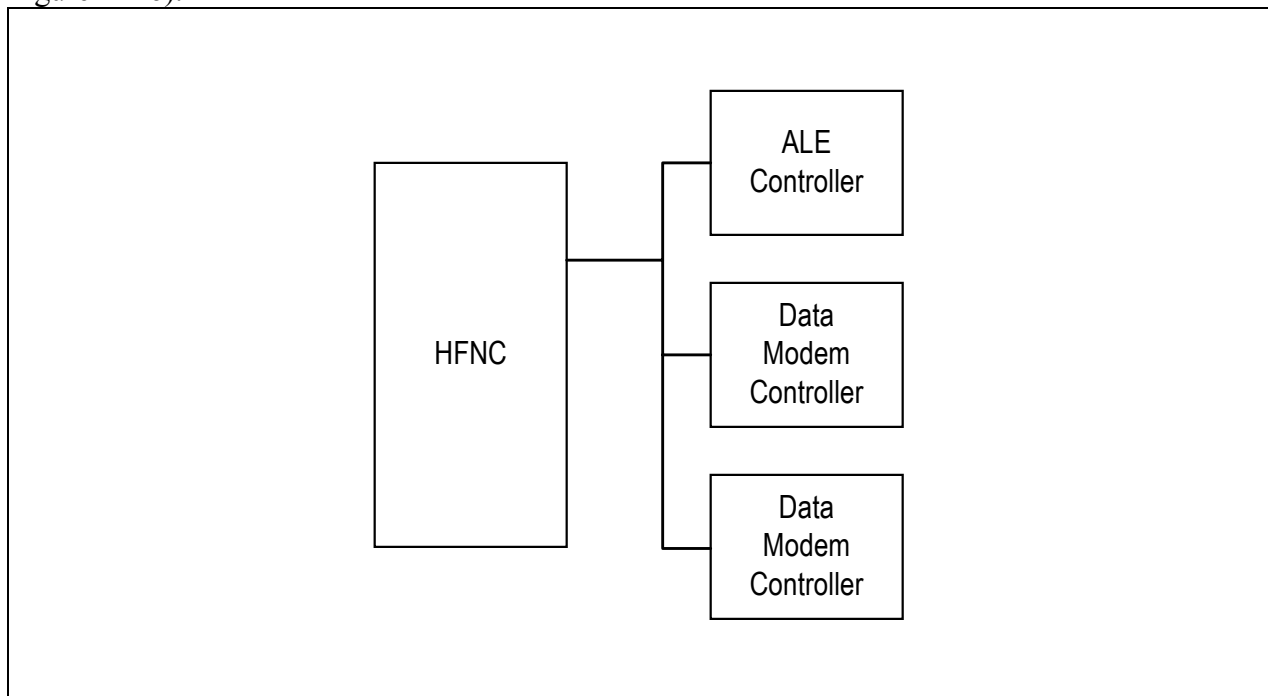 HFNC
ALE
Controller
Data
Modem
Controller
Data
Modem
Controller